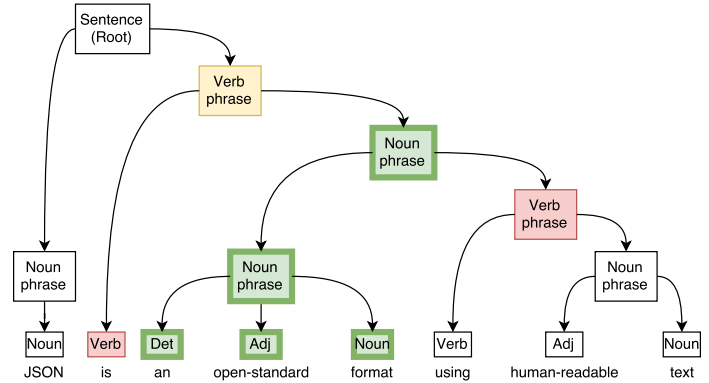 Sentence
(Root)
Verb
phrase
Noun
phrase
Verb
phrase
Noun
phrase
Noun
phrase
Noun
phrase
Noun
Verb
Det
Adj
Noun
Verb
Adj
Noun
JSON is an open-standard format using human-readable text